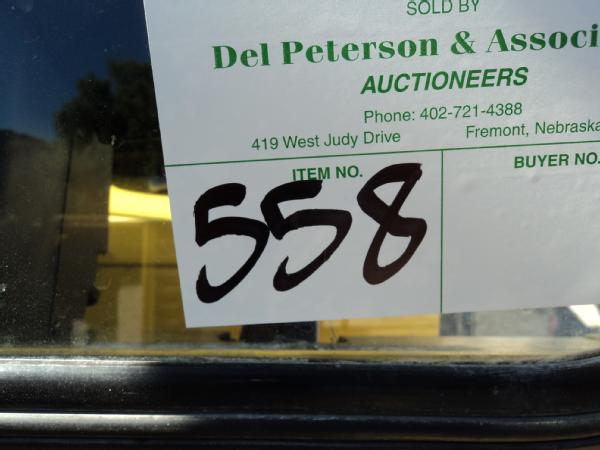 SOLD BY
Del Peterson & Associ
AUCTIONEERS
Phone: 402-721-4388
419 West Judy Drive Fremont, Nebraska
ITEM NO. BUYER NO.
558